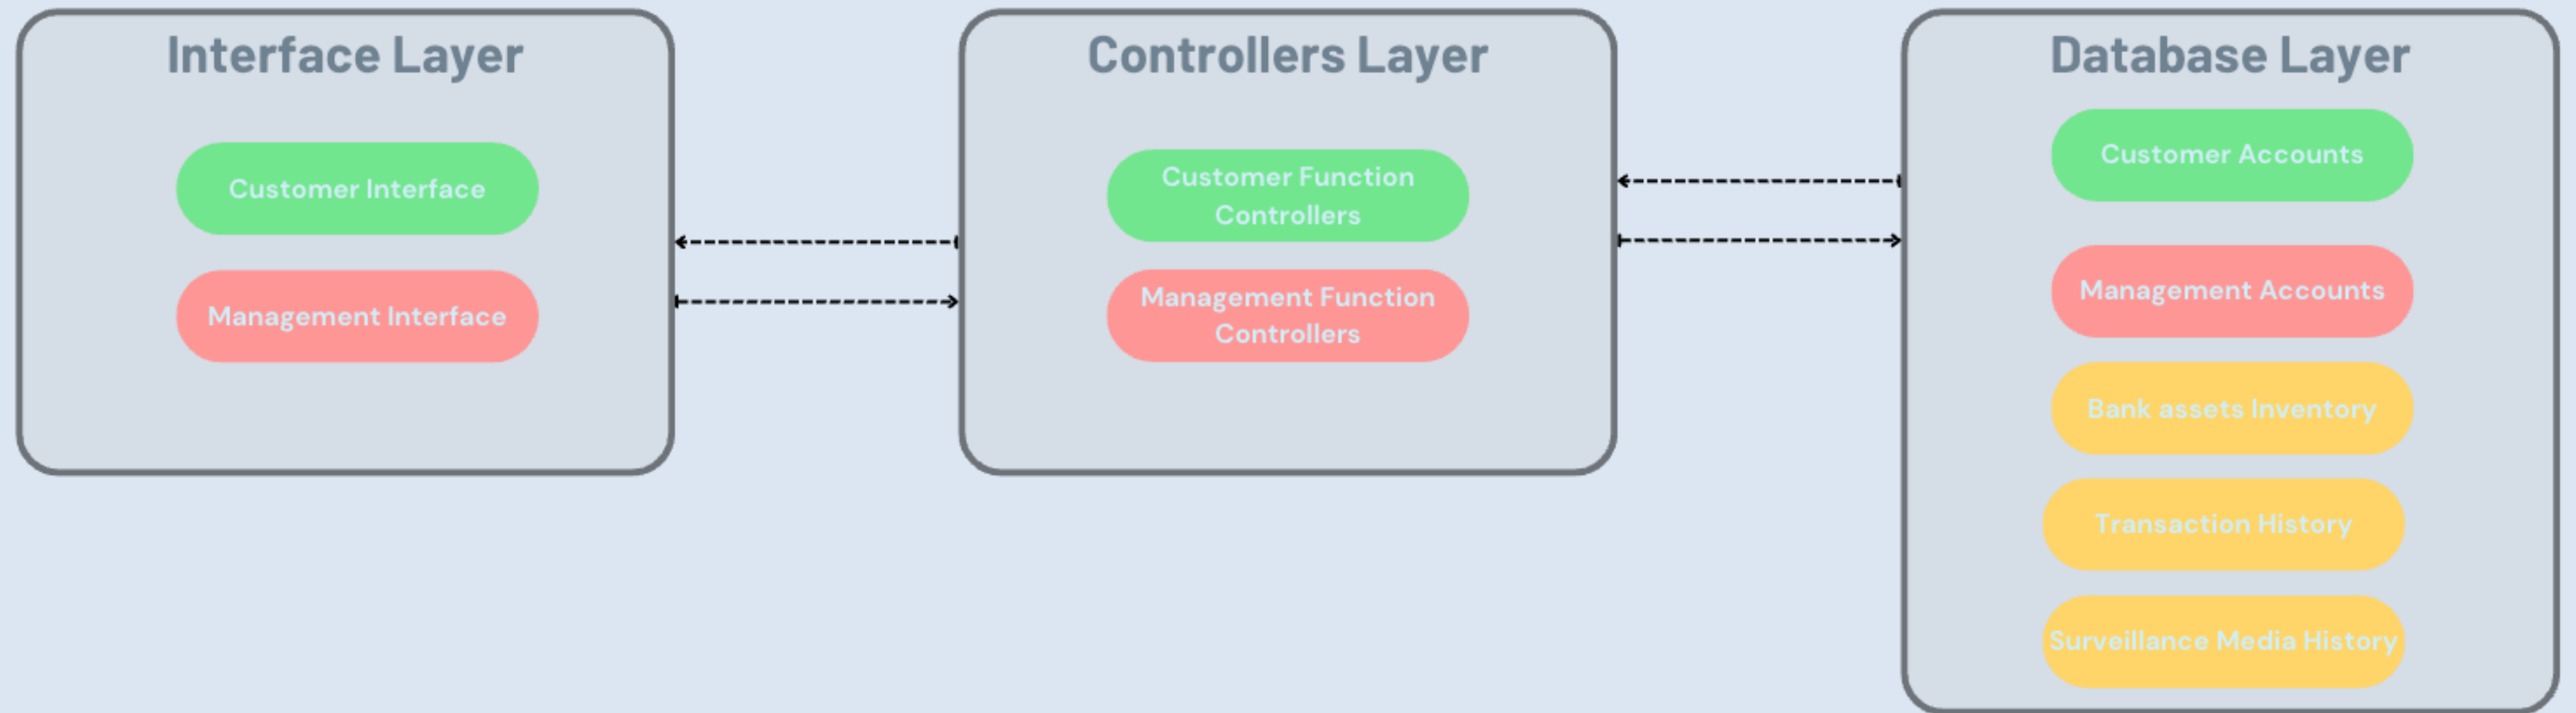 Interface Layer
Customer Interface
Management Interface
Controllers Layer
Customer Function
Controllers
Management Function
Controllers
Database Layer
Customer Accounts
Management Accounts
Bank assets Inventory
Transaction History
Surveillance Media History